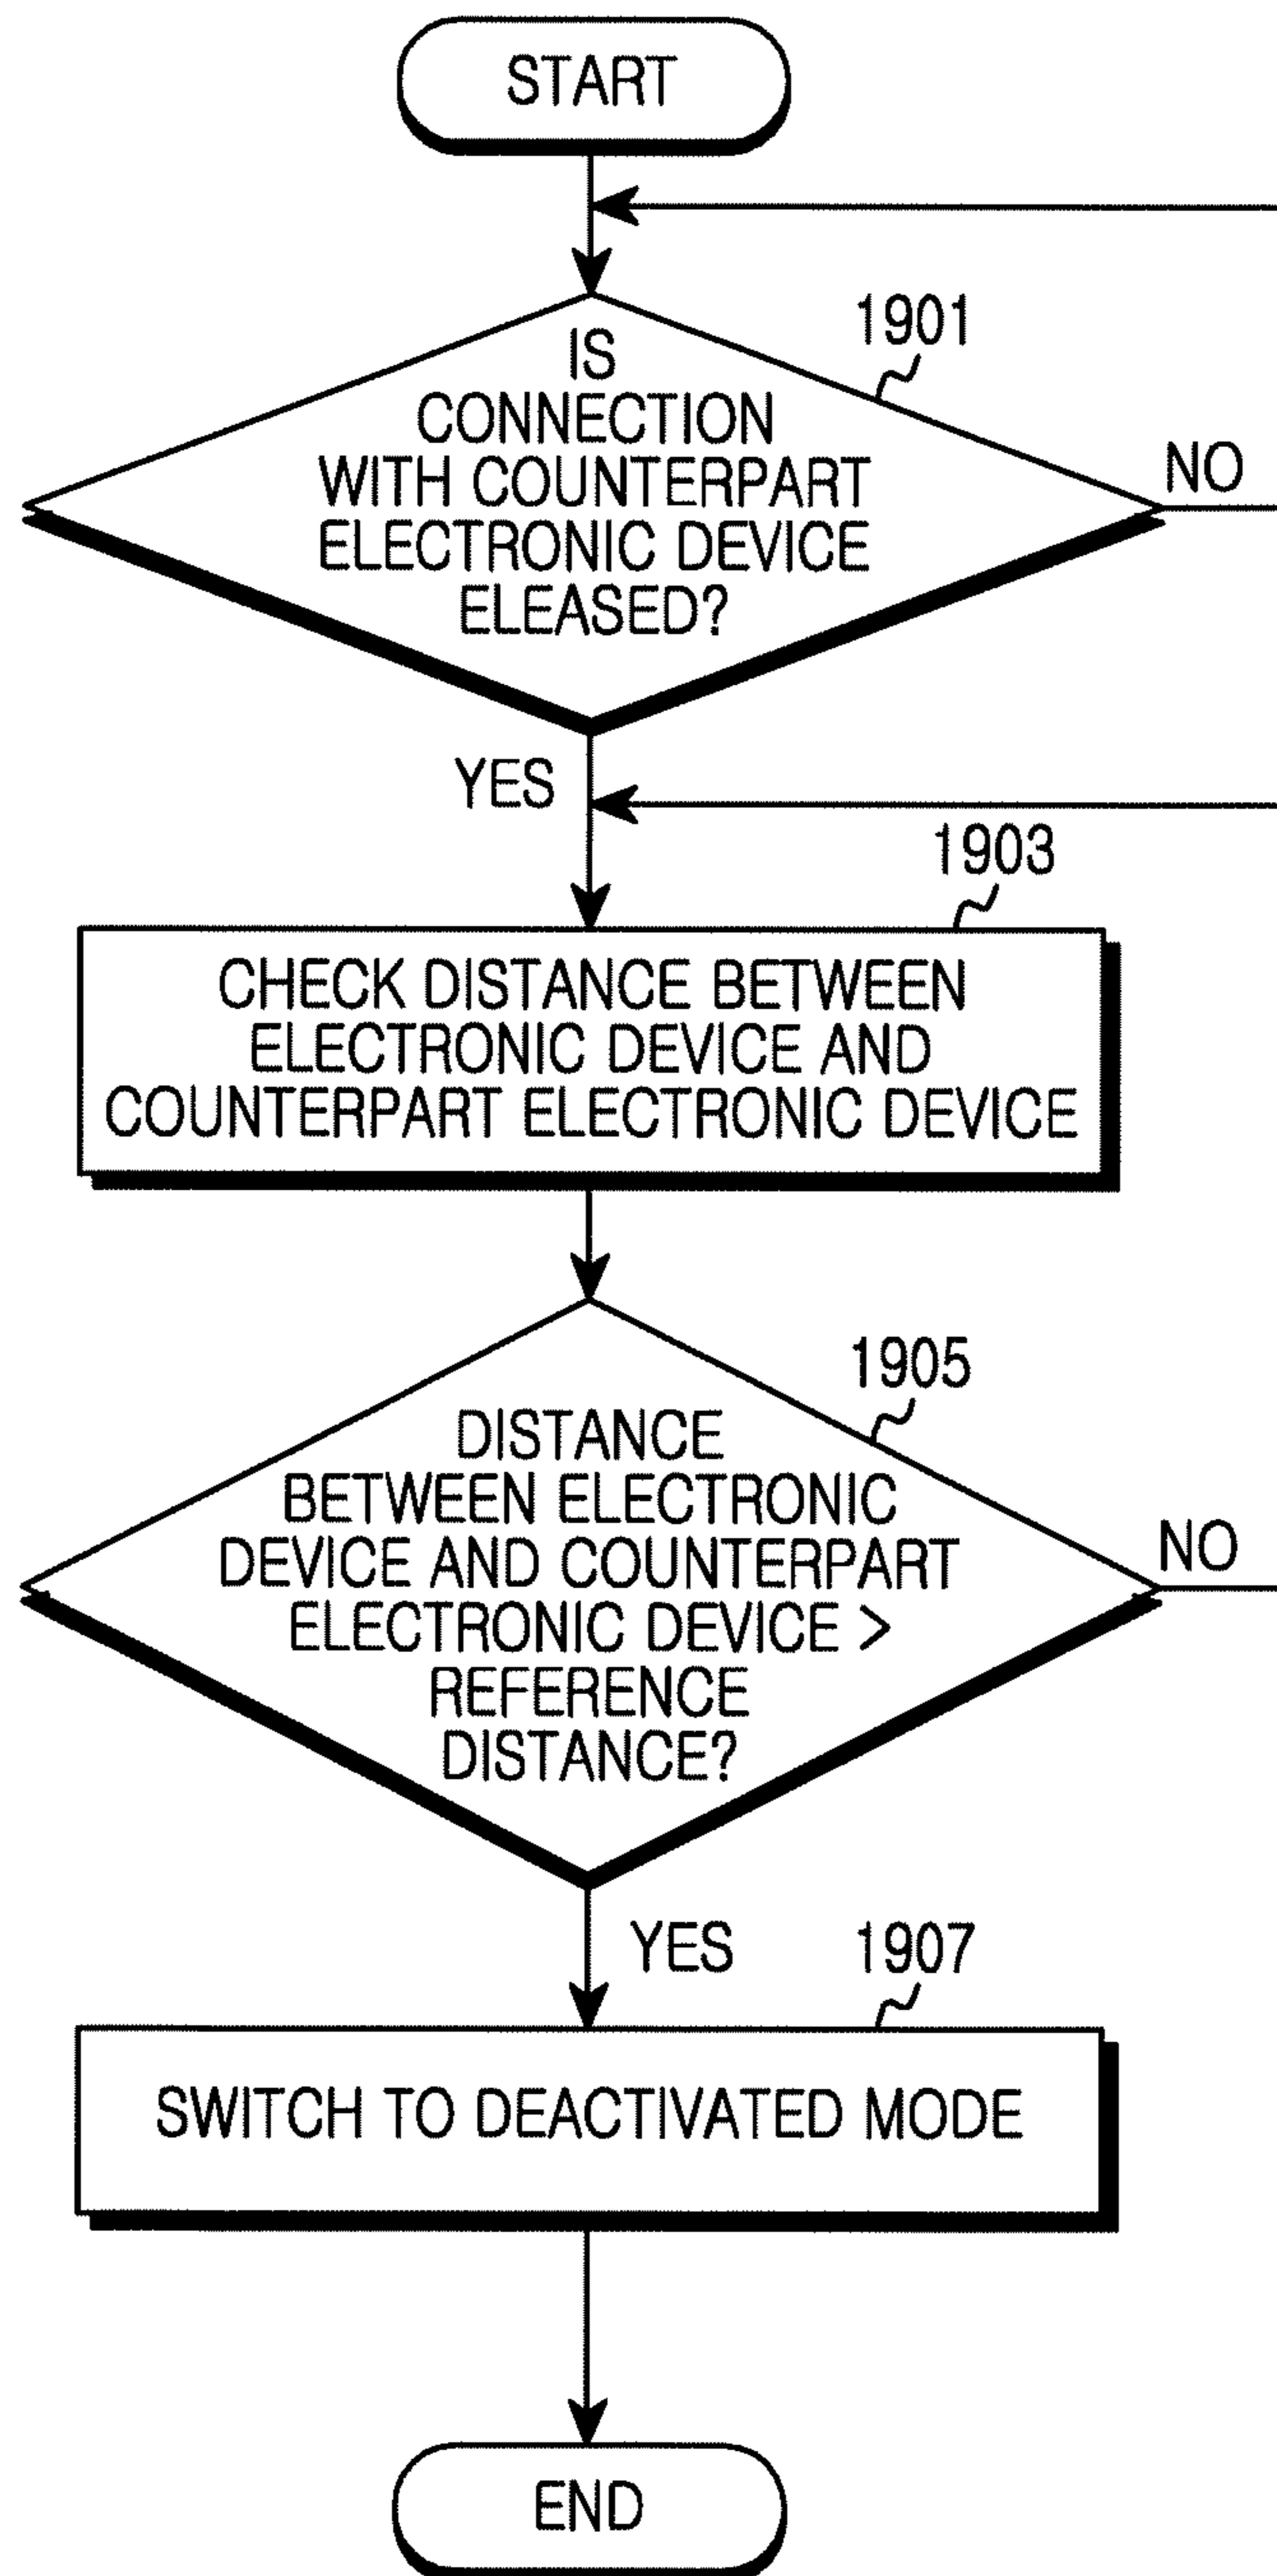 START
1901
IS
CONNECTION
WITH COUNTERPART
ELECTRONIC DEVICE
ELEASED?
NO
YES
1903
CHECK DISTANCE BETWEEN
ELECTRONIC DEVICE AND
COUNTERPART ELECTRONIC DEVICE
1905
DISTANCE
BETWEEN ELECTRONIC
DEVICE AND COUNTERPART
ELECTRONIC DEVICE >
REFERENCE
DISTANCE?
NO
YES
1907
SWITCH TO DEACTIVATED MODE
END